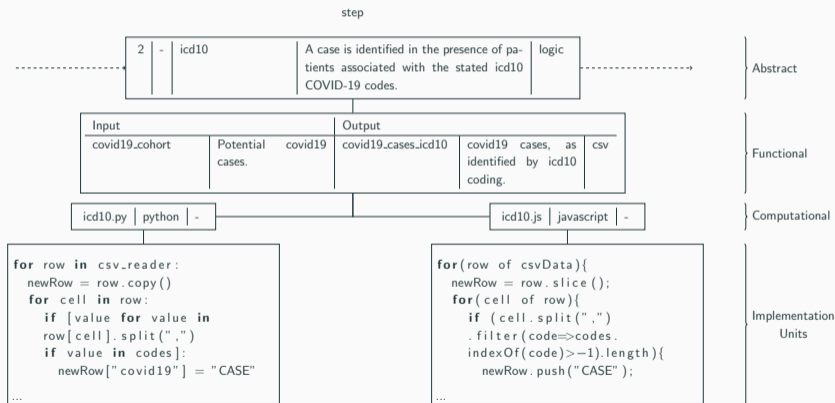 step
2 - icd10 A case is identified in the presence of pa- logic
tients associated with the stated icd10
COVID-19 codes.
Abstract
Input Output
covid19_cohort Potential covid19 covid19_cases_icd10 covid19 cases, as csv
cases. identified by icd10
coding.
Functional
icd10.py python - icd10.js javascript -
Computational
for row in csv_reader:
newRow = row.copy()
for cell in row:
if [value for value in
row[cell].split(",")
if value in codes]:
newRow["covid19"] = "CASE"
...
for(row of csvData){
newRow = row.slice();
for(cell of row){
if (cell.split(",")
.filter(code=>codes.
indexOf(code)>-1).length){
newRow.push("CASE");
...
Implementation
Units